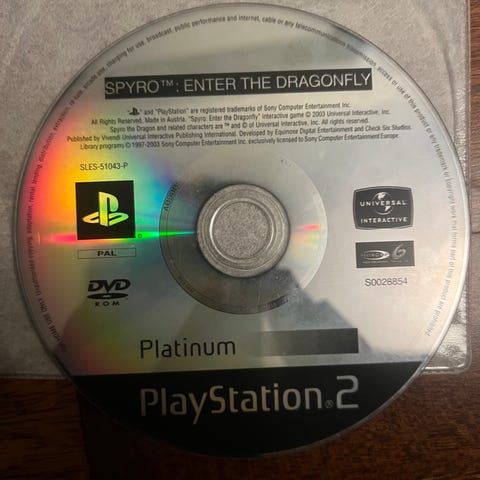 SPYRO™: ENTER THE DRAGONFLY
and "PlayStation" are registered trademarks of Sony Computer Entertainment Inc.
All Rights Reserved. Made in Austria. "Spyro: Enter the Dragonfly" interactive game © 2003 Universal Interactive, Inc.
Spyro the Dragon and related characters are ™ and © of Universal Interactive, Inc. All rights reserved.
Published by Vivendi Universal Interactive Publishing International. Developed by Equinoxe Digital Entertainment and Check Six Studios.
Library programs © 1997-2003 Sony Computer Entertainment Inc. exclusively licensed to Sony Computer Entertainment Europe.
SLES-51043-P
PAL
DVD
ROM
UNIVERSAL
INTERACTIVE
S0028854
Platinum
PlayStation®2